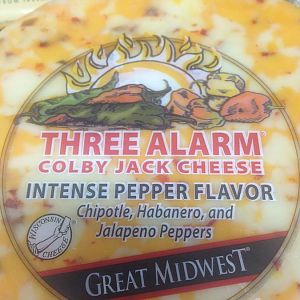 THREE ALARM®
COLBY JACK CHEESE
INTENSE PEPPER FLAVOR
Chipotle, Habanero, and
Jalapeno Peppers
WISCONSIN
CHEESE
GREAT MIDWEST®